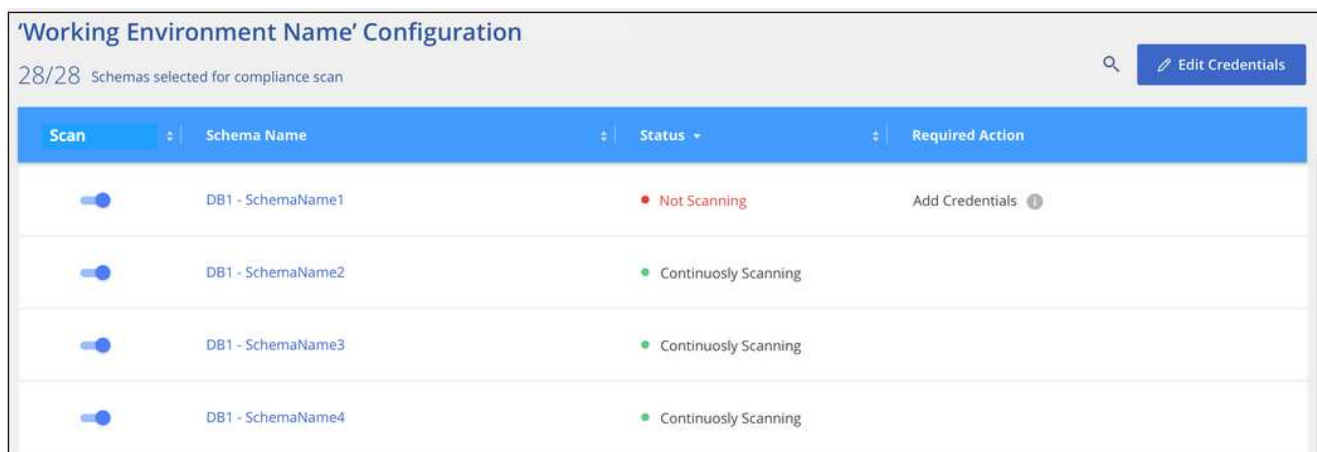 'Working Environment Name' Configuration
28/28 Schemas selected for compliance scan
Edit Credentials
Scan Schema Name Status Required Action
DB1 - SchemaName1 Not Scanning Add Credentials i
DB1 - SchemaName2 Continuosly Scanning
DB1 - SchemaName3 Continuosly Scanning
DB1 - SchemaName4 Continuosly Scanning